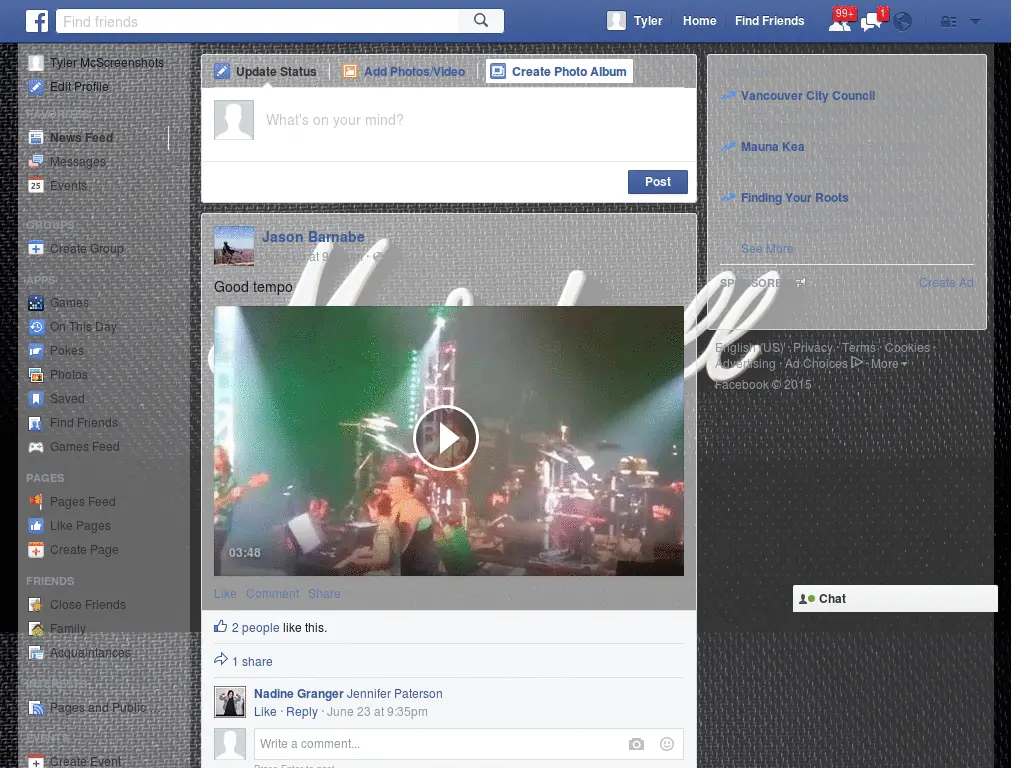 f
Find friends
Tyler
Home
Find Friends
99+
1
Tyler McScreenshots
Edit Profile
FAVORITES
News Feed
Messages
25
Events
GROUPS
Create Group
APPS
Games
On This Day
Pokes
Photos
Saved
Find Friends
Games Feed
PAGES
Pages Feed
Like Pages
Create Page
FRIENDS
Close Friends
Family
Acquaintances
INTERESTS
Pages and Public
EVENTS
Create Event
Update Status
Add Photos/Video
Create Photo Album
What's on your mind?
Post
Jason Barnabe
Good tempo
03:48
Like Comment Share
2 people like this.
1 share
Nadine Granger Jennifer Paterson
Like · Reply · June 23 at 9:35pm
Write a comment...
Press Enter to post.
Vancouver City Council
Mauna Kea
Finding Your Roots
See More
SPONSORED
Create Ad
English (US) · Privacy · Terms · Cookies ·
Advertising · Ad Choices · More
Facebook © 2015
Chat